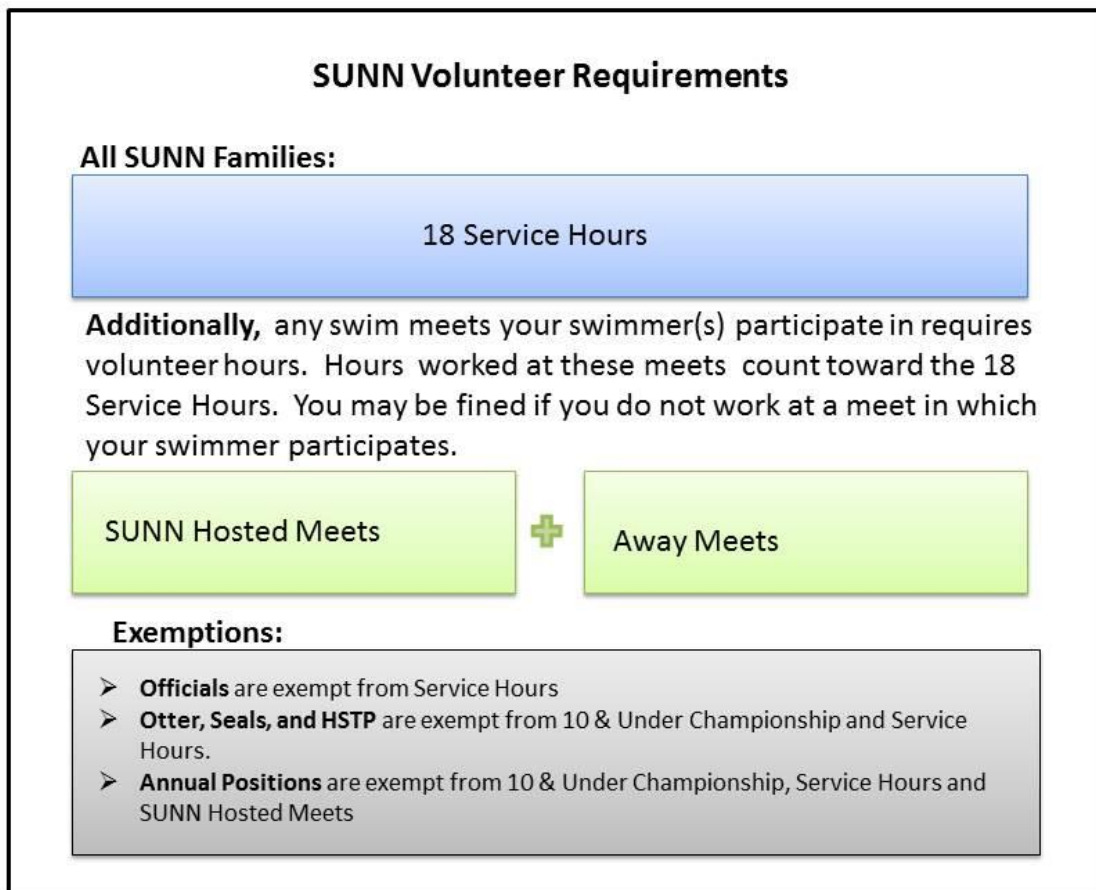 SUNN Volunteer Requirements
All SUNN Families:
18 Service Hours
Additionally, any swim meets your swimmer(s) participate in requires
volunteer hours. Hours worked at these meets count toward the 18
Service Hours. You may be fined if you do not work at a meet in which
your swimmer participates.
SUNN Hosted Meets
Away Meets
Exemptions:
➢ Officials are exempt from Service Hours
➢ Otter, Seals, and HSTP are exempt from 10 & Under Championship and Service
Hours.
➢ Annual Positions are exempt from 10 & Under Championship, Service Hours and
SUNN Hosted Meets